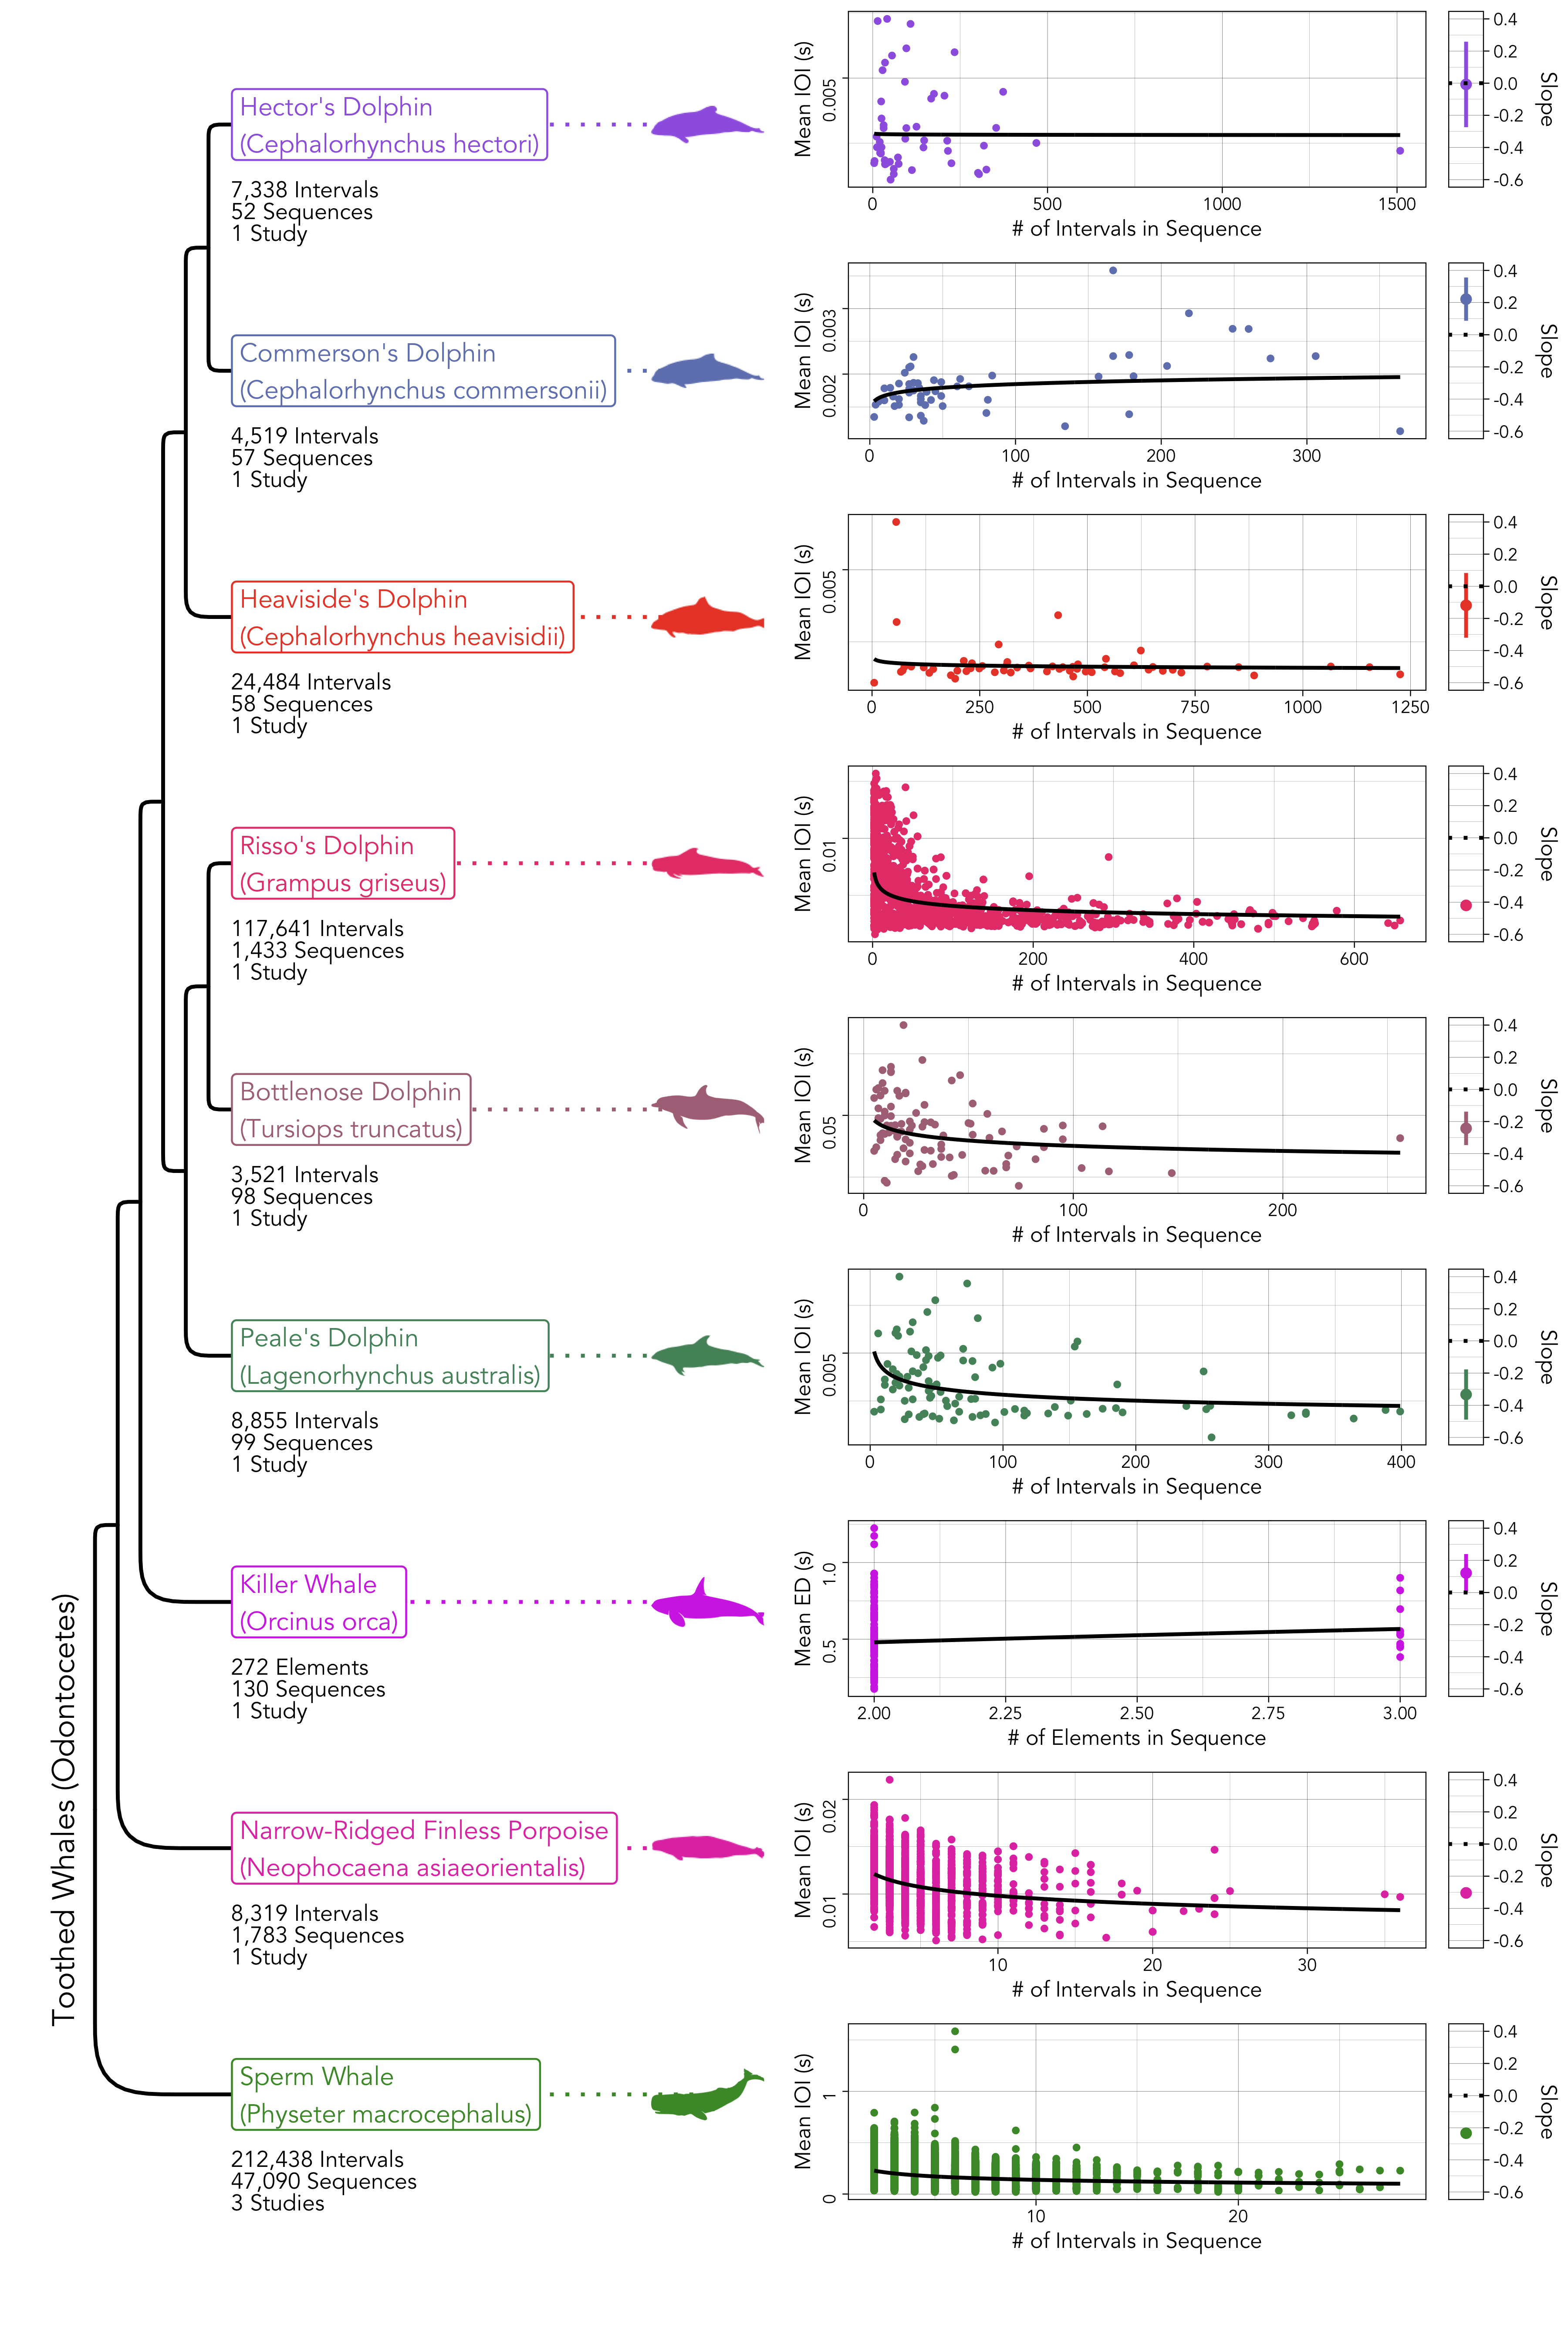 Toothed Whales (Odontocetes)
Hector's Dolphin
(Cephalorhynchus hectori)
7,338 Intervals
52 Sequences
1 Study
Mean IOI (s)
0.005
0
500
1000
1500
# of Intervals in Sequence
0.4
0.2
0.0
-0.2
-0.4
-0.6
Slope
Commerson's Dolphin
(Cephalorhynchus commersonii)
4,519 Intervals
57 Sequences
1 Study
Mean IOI (s)
0.003
0.002
0
100
200
300
# of Intervals in Sequence
0.4
0.2
0.0
-0.2
-0.4
-0.6
Slope
Heaviside's Dolphin
(Cephalorhynchus heavisidii)
24,484 Intervals
58 Sequences
1 Study
Mean IOI (s)
0.005
0
250
500
750
1000
1250
# of Intervals in Sequence
0.4
0.2
0.0
-0.2
-0.4
-0.6
Slope
Risso's Dolphin
(Grampus griseus)
117,641 Intervals
1,433 Sequences
1 Study
Mean IOI (s)
0.01
0
200
400
600
# of Intervals in Sequence
0.4
0.2
0.0
-0.2
-0.4
-0.6
Slope
Bottlenose Dolphin
(Tursiops truncatus)
3,521 Intervals
98 Sequences
1 Study
Mean IOI (s)
0.05
0
100
200
# of Intervals in Sequence
0.4
0.2
0.0
-0.2
-0.4
-0.6
Slope
Peale's Dolphin
(Lagenorhynchus australis)
8,855 Intervals
99 Sequences
1 Study
Mean IOI (s)
0.005
0
100
200
300
400
# of Intervals in Sequence
0.4
0.2
0.0
-0.2
-0.4
-0.6
Slope
Killer Whale
(Orcinus orca)
272 Elements
130 Sequences
1 Study
Mean ED (s)
1.0
0.5
2.00
2.25
2.50
2.75
3.00
# of Elements in Sequence
0.4
0.2
0.0
-0.2
-0.4
-0.6
Slope
Narrow-Ridged Finless Porpoise
(Neophocaena asiaeorientalis)
8,319 Intervals
1,783 Sequences
1 Study
Mean IOI (s)
0.02
0.01
10
20
30
# of Intervals in Sequence
0.4
0.2
0.0
-0.2
-0.4
-0.6
Slope
Sperm Whale
(Physeter macrocephalus)
212,438 Intervals
47,090 Sequences
3 Studies
Mean IOI (s)
1
0
10
20
# of Intervals in Sequence
0.4
0.2
0.0
-0.2
-0.4
-0.6
Slope